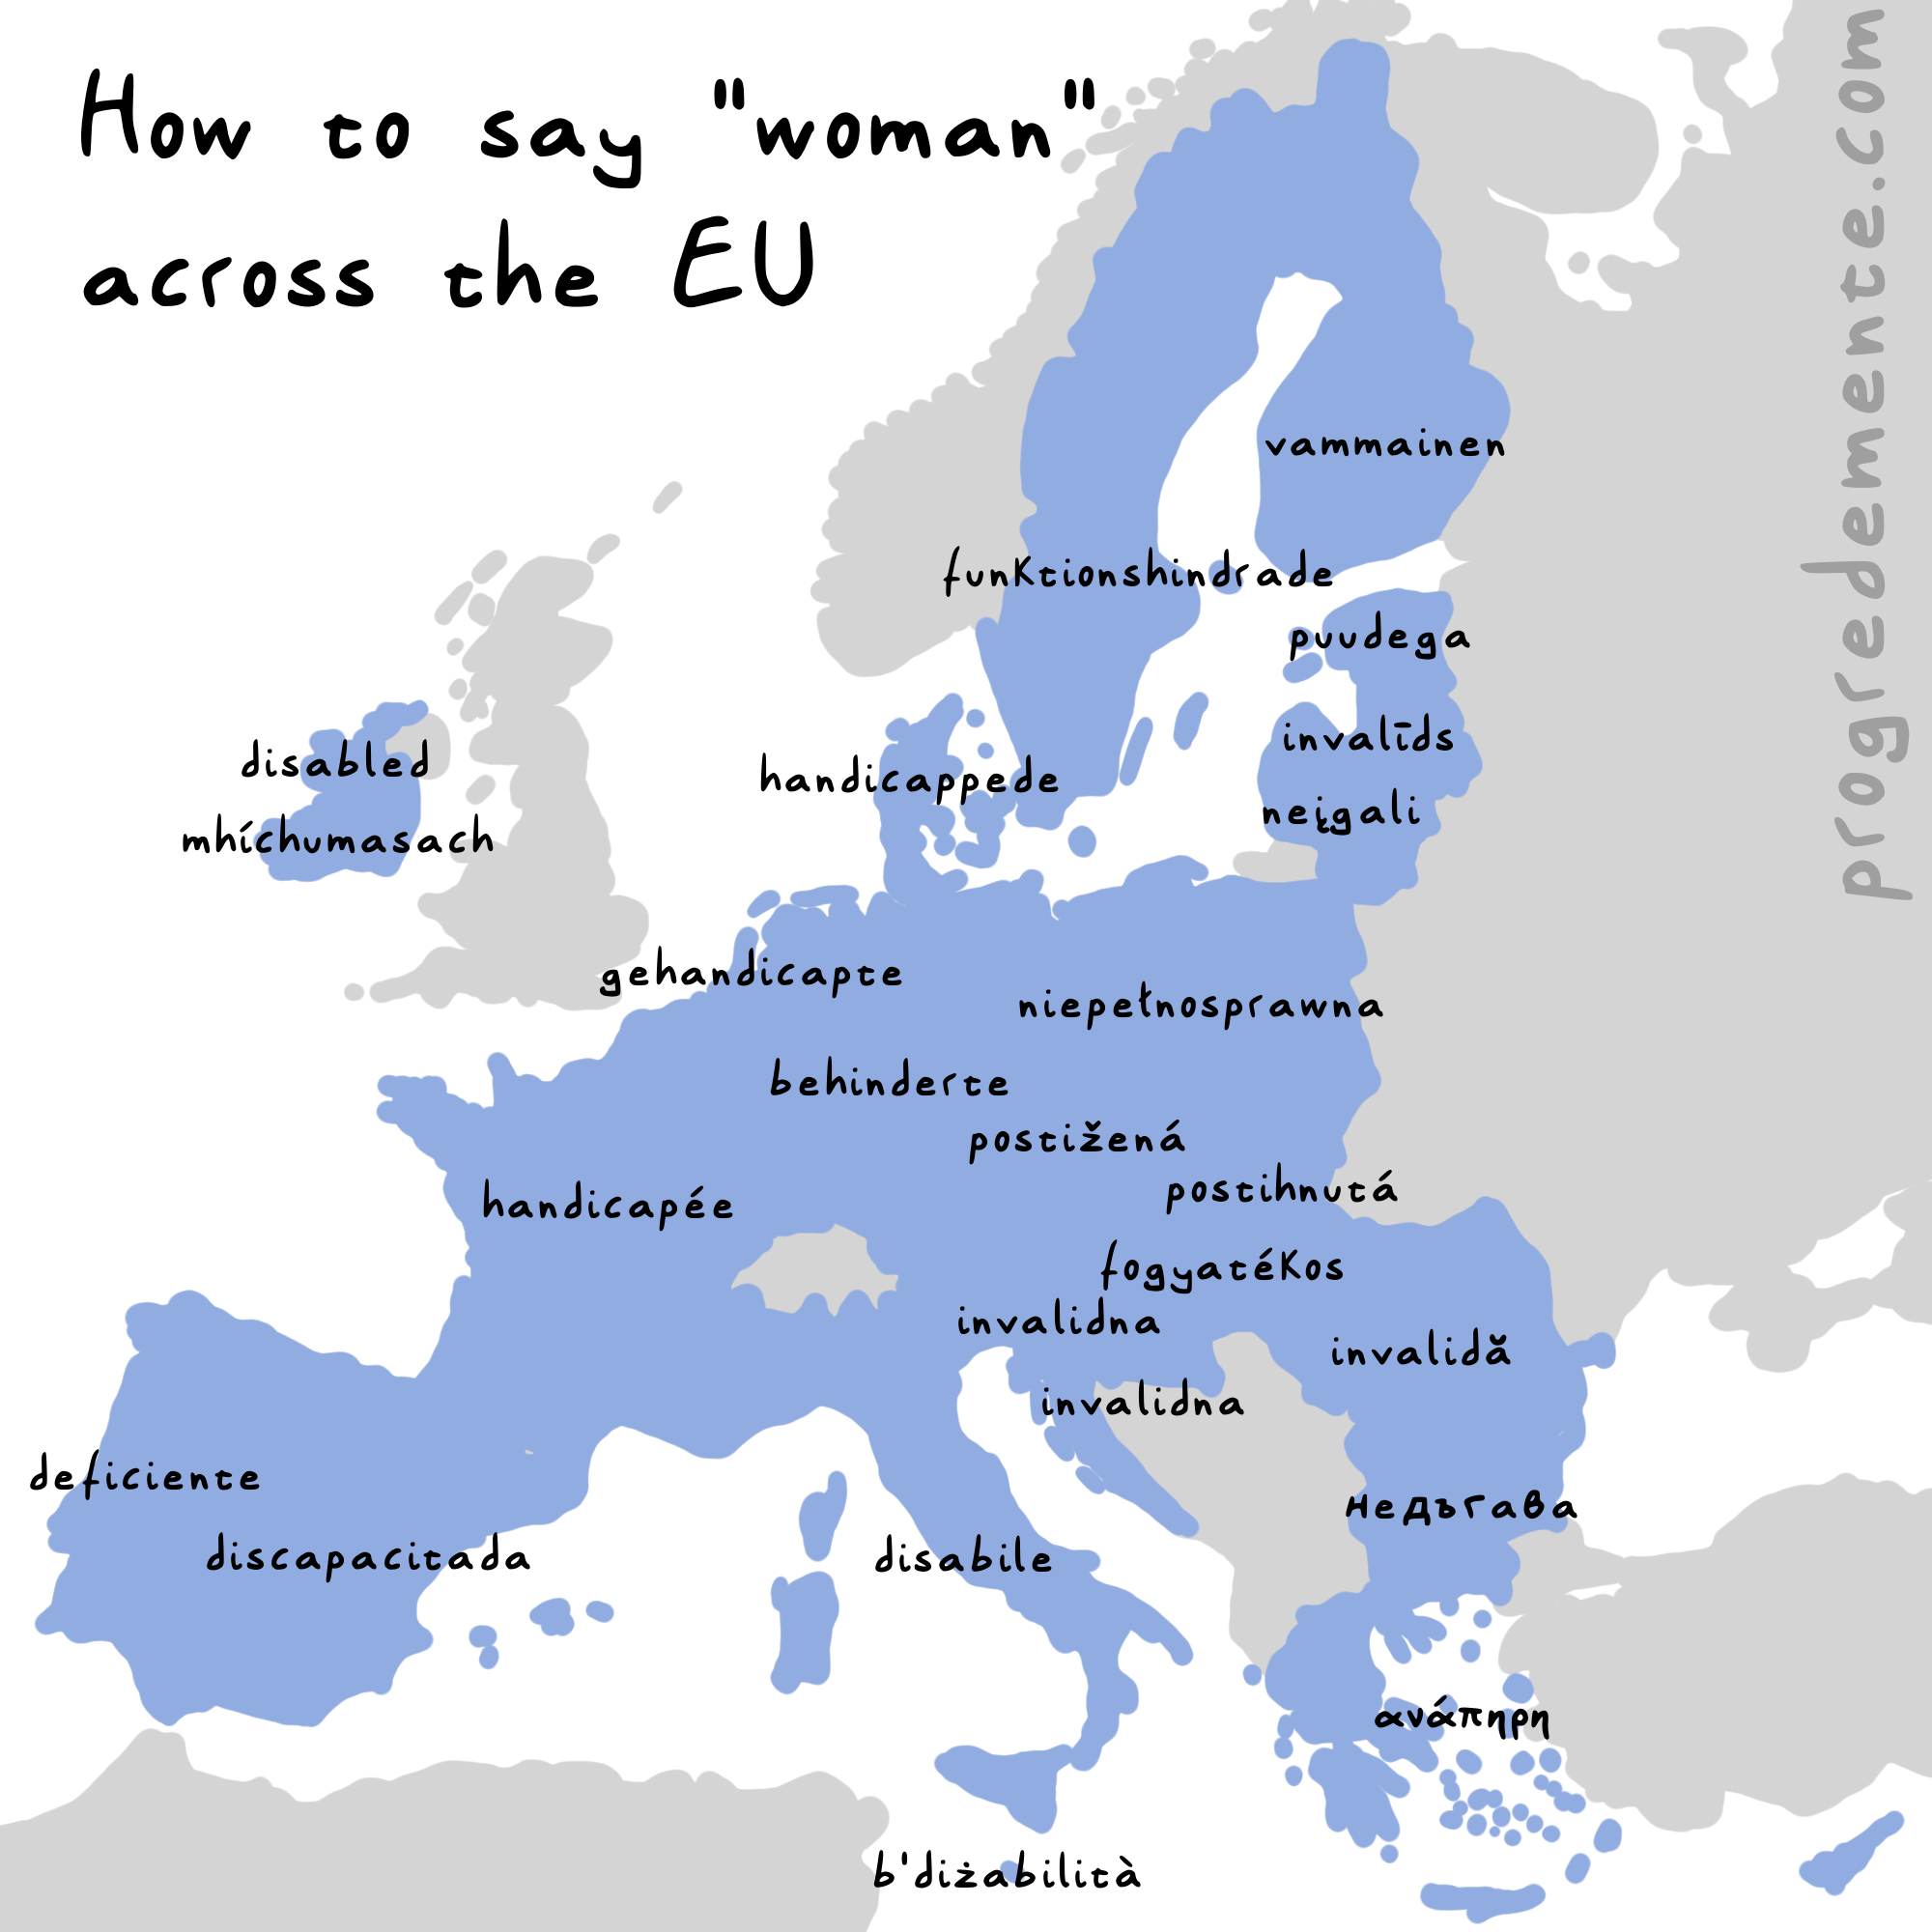 How to say "woman"
across the EU
progredemente.com
vammainen
funktionshindrade
puudega
invalīds
neįgali
disabled
mhíchumasach
handicappede
gehandicapte
niepełnosprawna
behinderte
postižená
postihnutá
handicapée
fogyatékos
invalidna
invalidă
invalidna
deficiente
discapacitada
disabile
недъгава
ανάπηρη
b'diżabilità